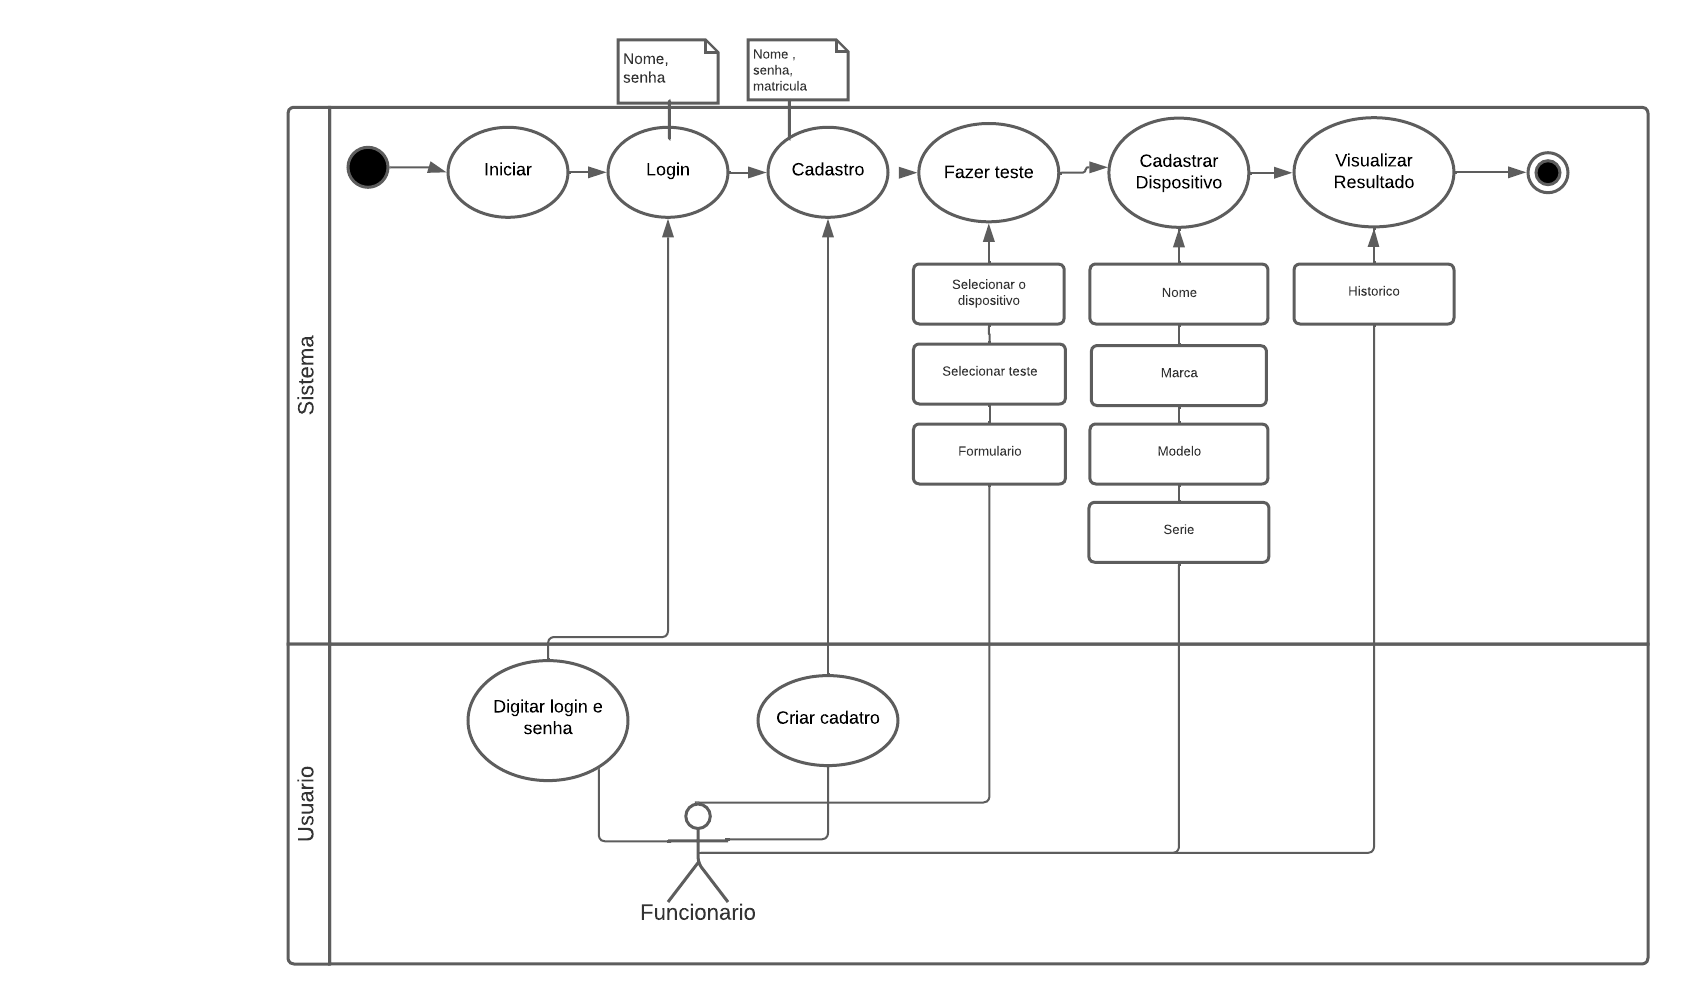 Nome,
senha
Nome ,
senha,
matricula
Sistema
Iniciar
Login
Cadastro
Fazer teste
Cadastrar
Dispositivo
Visualizar
Resultado
Selecionar o
dispositivo
Selecionar teste
Formulario
Nome
Marca
Modelo
Serie
Historico
Usuario
Digitar login e
senha
Criar cadatro
Funcionario